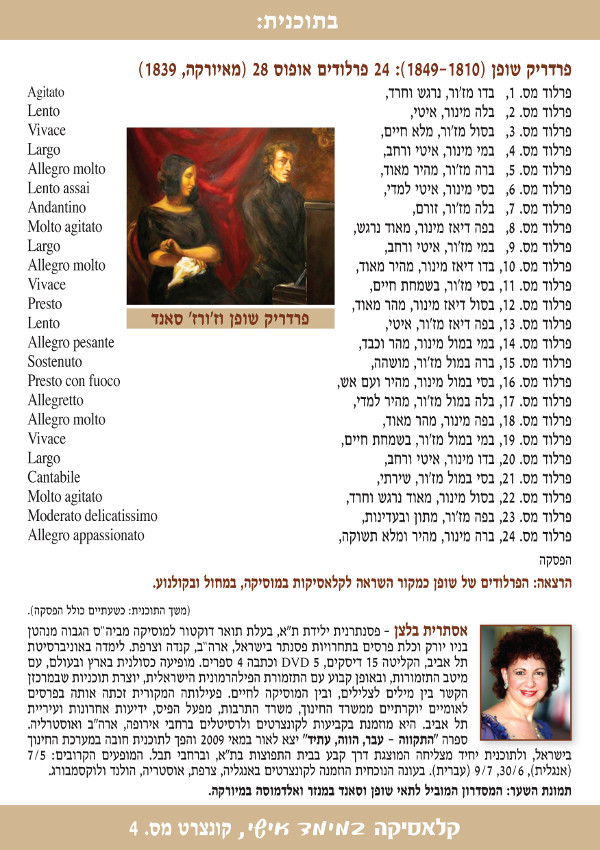 בתוכנית:
פרדריק שופן (1810-1849): 24 פרלודים אופוס 28 (מאיורקה, 1839)
פרלוד מס. 1, בדו מז'ור, נרגש וחרד, Agitato
פרלוד מס. 2, בלה מינור, איטי, Lento
פרלוד מס. 3, בסול מז'ור, מלא חיים, Vivace
פרלוד מס. 4, במי מינור, איטי ורחב, Largo
פרלוד מס. 5, ברה מז'ור, מהיר מאוד, Allegro molto
פרלוד מס. 6, בסי מינור, איטי למדי, Lento assai
פרלוד מס. 7, בלה מז'ור, זורם, Andantino
פרלוד מס. 8, בפה דיאז מינור, מאוד נרגש, Molto agitato
פרלוד מס. 9, במי מז'ור, איטי ורחב, Largo
פרלוד מס. 10, בדו דיאז מינור, מהיר מאוד, Allegro molto
פרלוד מס. 11, בסי מז'ור, בשמחת חיים, Vivace
פרלוד מס. 12, בסול דיאז מינור, מהר מאוד, Presto
פרלוד מס. 13, בפה דיאז מז'ור, איטי, Lento
פרלוד מס. 14, במי במול מינור, מהר וכבד, Allegro pesante
פרלוד מס. 15, ברה במול מז'ור, מושהה, Sostenuto
פרלוד מס. 16, בסי במול מינור, מהיר ועם אש, Presto con fuoco
פרלוד מס. 17, בלה במול מז'ור, מהיר למדי, Allegretto
פרלוד מס. 18, בפה מינור, מהר מאוד, Allegro molto
פרלוד מס. 19, במי במול מז'ור, בשמחת חיים, Vivace
פרלוד מס. 20, בדו מינור, איטי ורחב, Largo
פרלוד מס. 21, בסי במול מז'ור, שירתי, Cantabile
פרלוד מס. 22, בסול מינור, מאוד נרגש וחרד, Molto agitato
פרלוד מס. 23, בפה מז'ור, מתון ובעדינות, Moderato delicatissimo
פרלוד מס. 24, ברה מינור, מהיר ומלא תשוקה, Allegro appassionato
פרדריק שופן וז'ורז' סאנד
הפסקה
הרצאה: הפרלודים של שופן כמקור השראה לקלאסיקות במוסיקה, במחול ובקולנוע.
(משך התוכנית: כשעתיים כולל הפסקה).
אסתרית בלצן - פסנתרנית ילידת ת"א, בעלת תואר דוקטור למוסיקה מביה"ס הגבוה מנהטן
בניו יורק וכלת פרסים בתחרויות פסנתר בישראל, ארה"ב, קנדה וצרפת. לימדה באוניברסיטת
תל אביב, הקליטה 15 דיסקים, 5 DVD וכתבה 4 ספרים. מופיעה כסולנית בארץ ובעולם, עם
מיטב התזמורות, ובאופן קבוע עם התזמורת הפילהרמונית הישראלית, יוצרת תוכניות שבמרכזן
הקשר בין מילים לצלילים, ובין המוסיקה לחיים. פעילותה המקורית זכתה אותה בפרסים
לאומיים יוקרתיים ממשרד החינוך, משרד התרבות, מפעל הפיס, ידיעות אחרונות ועיריית
תל אביב. היא מוזמנת בקביעות לקונצרטים ולרסיטלים ברחבי אירופה, ארה"ב ואוסטרליה.
ספרה "התקווה - עבר, הווה, עתיד" יצא לאור במאי 2009 והפך לתוכנית חובה במערכת החינוך
בישראל, ולתוכנית יחיד מצליחה המוצגת דרך קבע בבית התפוצות בת"א, וברחבי תבל. המופעים הקרובים: 7/5
(אנגלית), 30/6, 9/7 (עברית). בעונה הנוכחית הוזמנה לקונצרטים באנגליה, צרפת, אוסטריה, הולנד ולוקסמבורג.
תמונת השער: המסדרון המוביל לתאי שופן וסאנד במנזר ואלדמוסה במיורקה.
קלאסיקה במימד אישי, קונצרט מס. 4